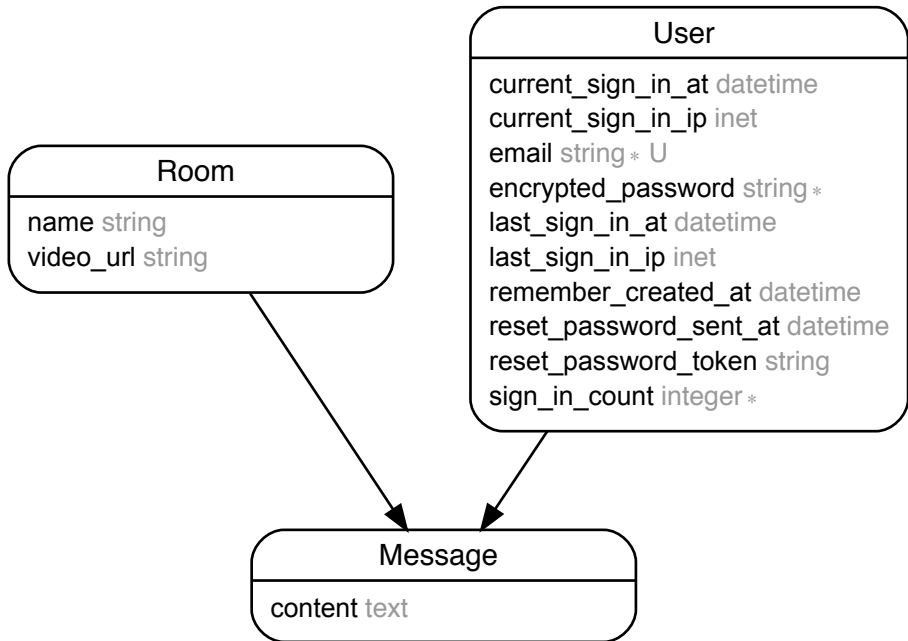 User
current_sign_in_at datetime
current_sign_in_ip inet
email string * U
encrypted_password string *
last_sign_in_at datetime
last_sign_in_ip inet
remember_created_at datetime
reset_password_sent_at datetime
reset_password_token string
sign_in_count integer *
Room
name string
video_url string
Message
content text